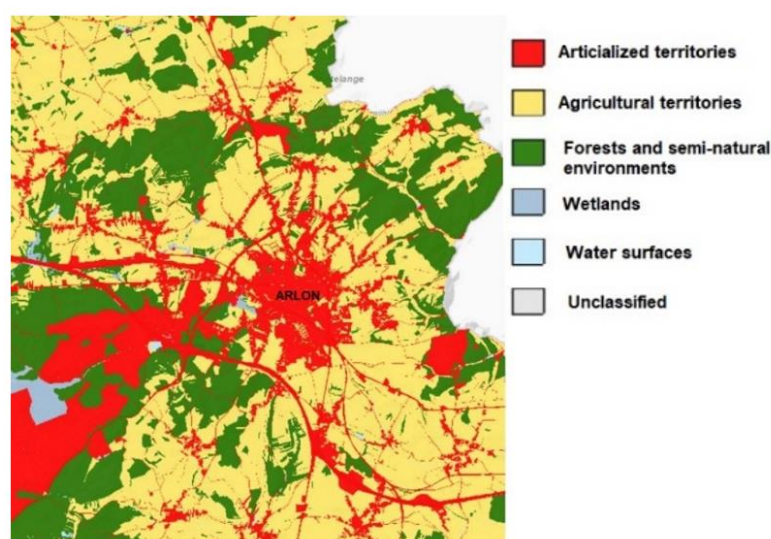 Articialized territories
Agricultural territories
Forests and semi-natural
environments
Wetlands
Water surfaces
Unclassified
ARLON